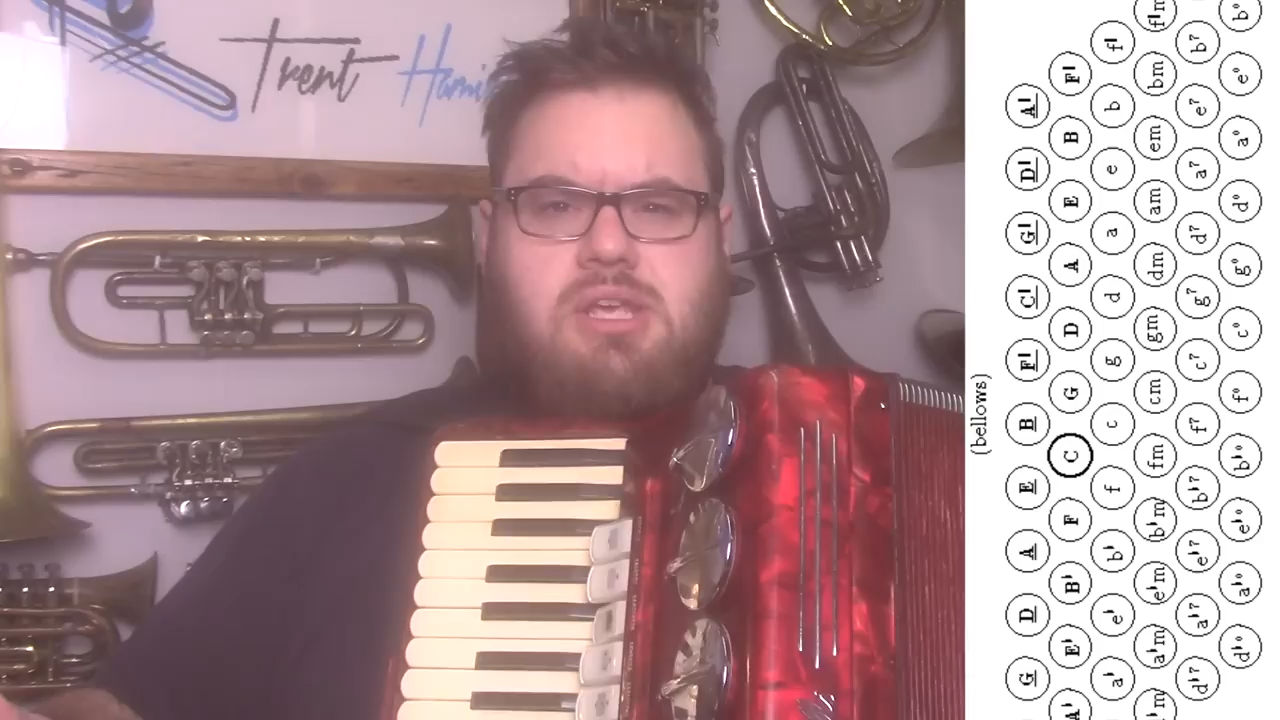 Trent Hami
(bellows)
G D A E B F♯ C♯ G♯ D♯ A♯
A♭ E♭ B♭ F C G D A E B F♯
a♭ e♭ b♭ f c g d a e b f♯
a♭m e♭m b♭m fm cm gm dm am em bm f♯m
d♭7 a♭7 e♭7 b♭7 f7 c7 g7 d7 a7 e7 b7
d♭° a♭° e♭° b♭° f° c° g° d° a° e° b°